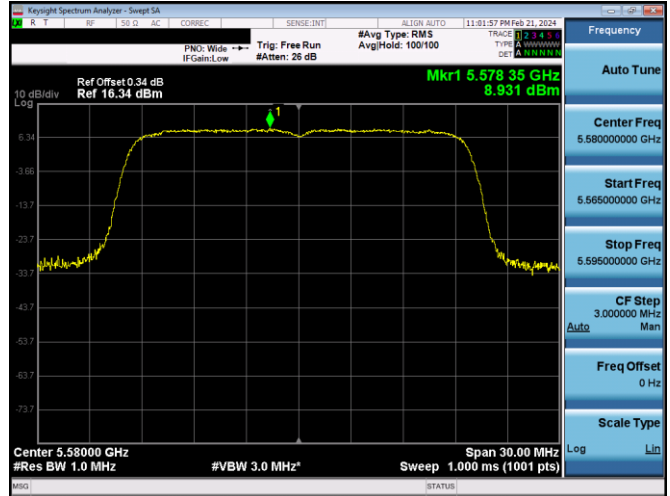 Keysight Spectrum Analyzer - Swept SA
R T RF 50 Ω AC CORREC SENSE:INT ALIGN AUTO 11:01:57 PM Feb 21, 2024
PNO: Wide
IFGain:Low
Trig: Free Run
#Atten: 26 dB
#Avg Type: RMS
Avg|Hold: 100/100
TRACE 1 2 3 4 5 6
TYPE A WWWWW
DET A N N N N N
Ref Offset 0.34 dB
10 dB/div Ref 16.34 dBm
Log
Mkr1 5.578 35 GHz
8.931 dBm
1
6.34
-3.66
-13.7
-23.7
-33.7
-43.7
-53.7
-63.7
-73.7
Center 5.58000 GHz
#Res BW 1.0 MHz
#VBW 3.0 MHz*
Span 30.00 MHz
Sweep 1.000 ms (1001 pts)
MSG
STATUS
Frequency
Auto Tune
Center Freq
5.580000000 GHz
Start Freq
5.565000000 GHz
Stop Freq
5.595000000 GHz
CF Step
3.000000 MHz
Auto Man
Freq Offset
0 Hz
Scale Type
Log Lin